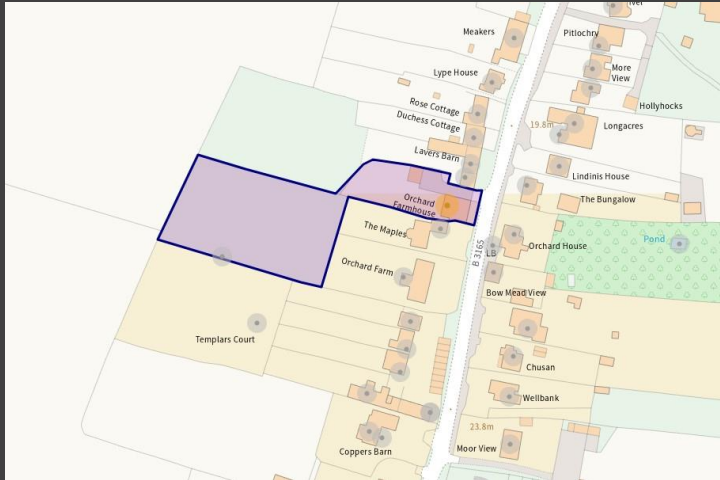 Meakers
Pitlochry
Lype House
More
View
Rose Cottage
Hollyhocks
Duchess Cottage
19.8m
Longacres
Lavers Barn
Lindinis House
Orchard
Farmhouse
The Bungalow
The Maples
B 3165
LB
Orchard House
Pond
Orchard Farm
Bow Mead View
Templars Court
Chusan
Wellbank
23.8m
Coppers Barn
Moor View